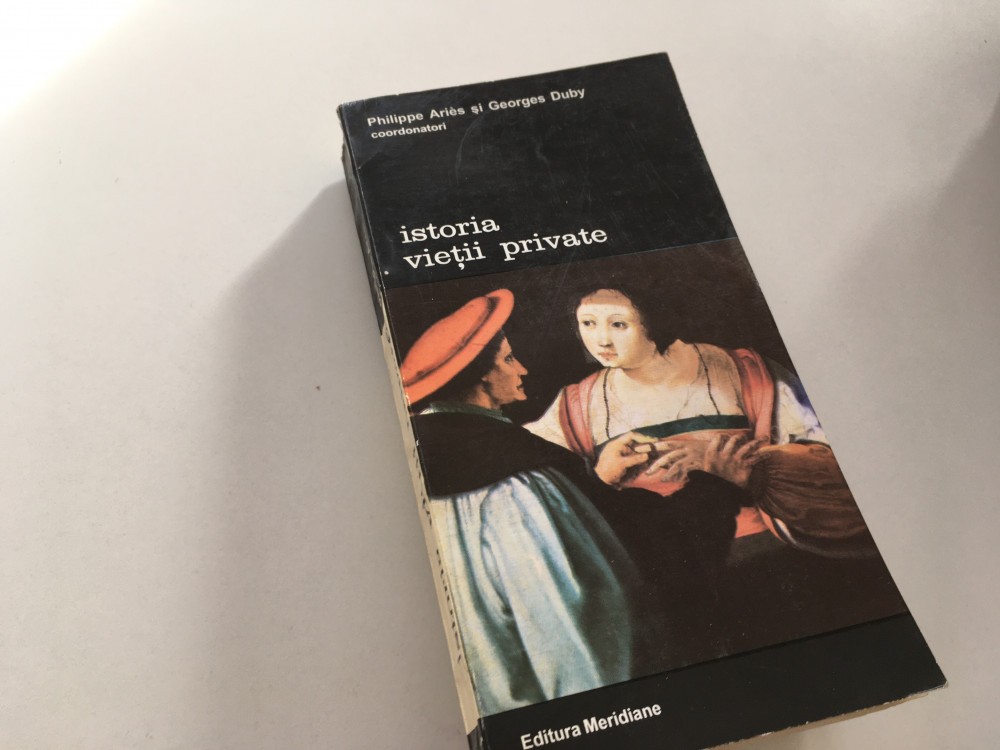 Philippe Ariès și Georges Duby
coordonatori
istoria
vieții private
Editura Meridiane